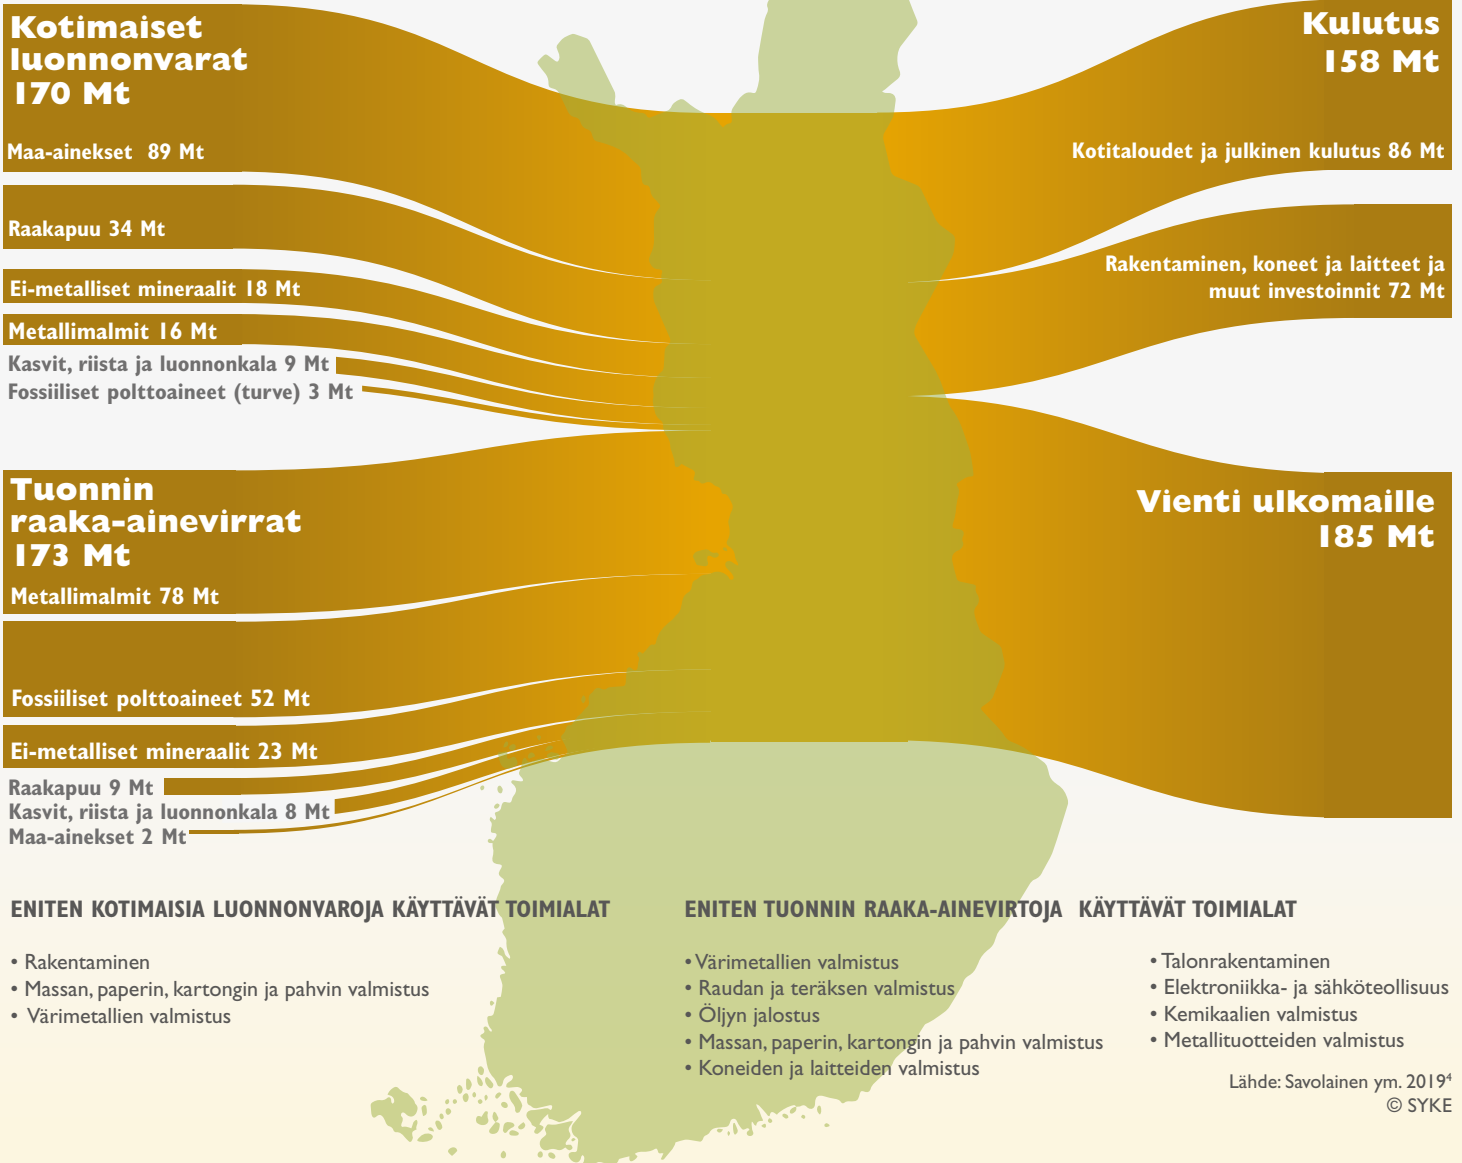 Kotimaiset
luonnonvarat
170 Mt
Maa-ainekset 89 Mt
Raakapuu 34 Mt
Ei-metalliset mineraalit 18 Mt
Metallimalmit 16 Mt
Kasvit, riista ja luonnonkala 9 Mt
Fossiiliset polttoaineet (turve) 3 Mt
Tuonnin
raaka-ainevirrat
173 Mt
Metallimalmit 78 Mt
Fossiiliset polttoaineet 52 Mt
Ei-metalliset mineraalit 23 Mt
Raakapuu 9 Mt
Kasvit, riista ja luonnonkala 8 Mt
Maa-ainekset 2 Mt
Kulutus
158 Mt
Kotitaloudet ja julkinen kulutus 86 Mt
Rakentaminen, koneet ja laitteet ja
muut investoinnit 72 Mt
Vienti ulkomaille
185 Mt
ENITEN KOTIMAISIA LUONNONVAROJA KÄYTTÄVÄT TOIMIALAT
• Rakentaminen
• Massan, paperin, kartongin ja pahvin valmistus
• Värimetallien valmistus
ENITEN TUONNIN RAAKA-AINEVIRTOJA KÄYTTÄVÄT TOIMIALAT
• Värimetallien valmistus
• Raudan ja teräksen valmistus
• Öljyn jalostus
• Massan, paperin, kartongin ja pahvin valmistus
• Koneiden ja laitteiden valmistus
• Talonrakentaminen
• Elektroniikka- ja sähköteollisuus
• Kemikaalien valmistus
• Metallituotteiden valmistus
Lähde: Savolainen ym. 2019⁴
© SYKE